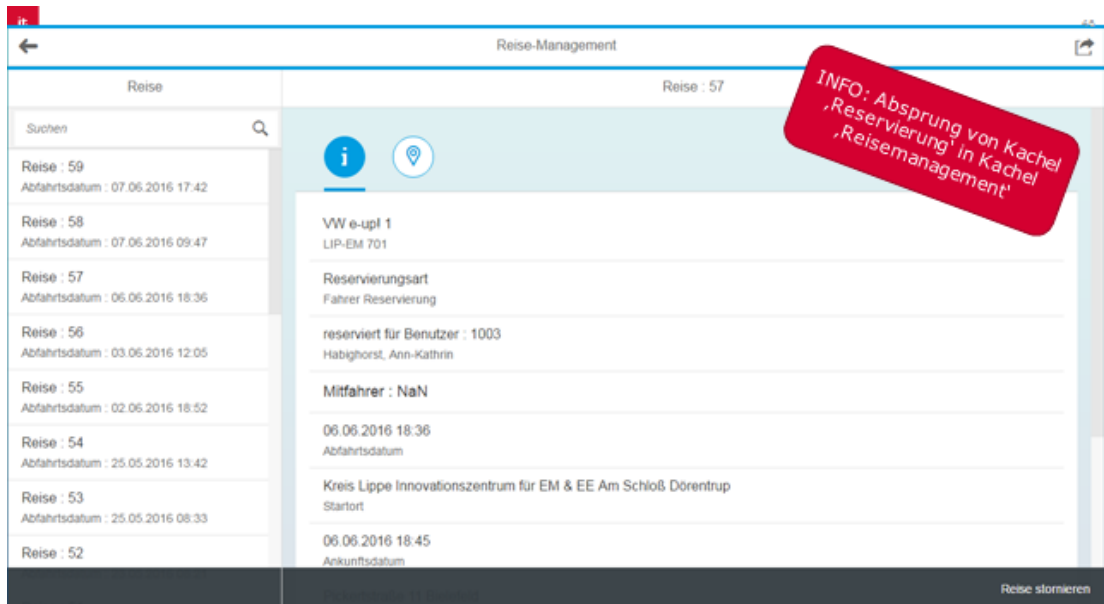 it.
Reise-Management
Reise
Reise : 57
INFO: Absprung von Kachel
‚Reservierung' in Kachel
‚Reisemanagement'
Suchen
Reise : 59
Abfahrtsdatum : 07.06.2016 17:42
Reise : 58
Abfahrtsdatum : 07.06.2016 09:47
Reise : 57
Abfahrtsdatum : 06.06.2016 18:36
Reise : 56
Abfahrtsdatum : 03.06.2016 12:05
Reise : 55
Abfahrtsdatum : 02.06.2016 18:52
Reise : 54
Abfahrtsdatum : 25.05.2016 13:42
Reise : 53
Abfahrtsdatum : 25.05.2016 08:33
Reise : 52
i
VW e-up! 1
LIP-EM 701
Reservierungsart
Fahrer Reservierung
reserviert für Benutzer : 1003
Habighorst, Ann-Kathrin
Mitfahrer : NaN
06.06.2016 18:36
Abfahrtsdatum
Kreis Lippe Innovationszentrum für EM & EE Am Schloß Dörentrup
Startort
06.06.2016 18:45
Ankunftsdatum
Reise stornieren